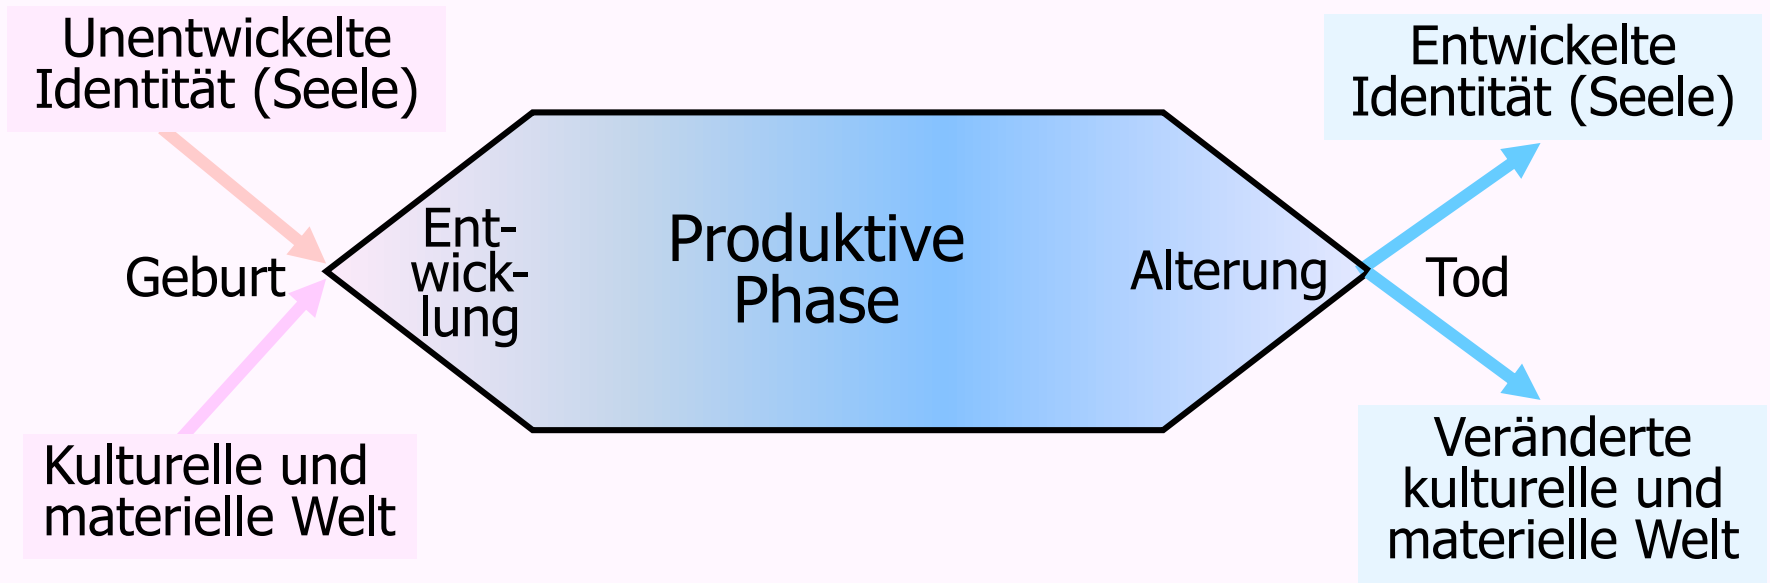 Unentwickelte
Identität (Seele)
Entwickelte
Identität (Seele)
Geburt
Ent-
wick-
lung
Produktive
Phase
Alterung
Tod
Kulturelle und
materielle Welt
Veränderte
kulturelle und
materielle Welt